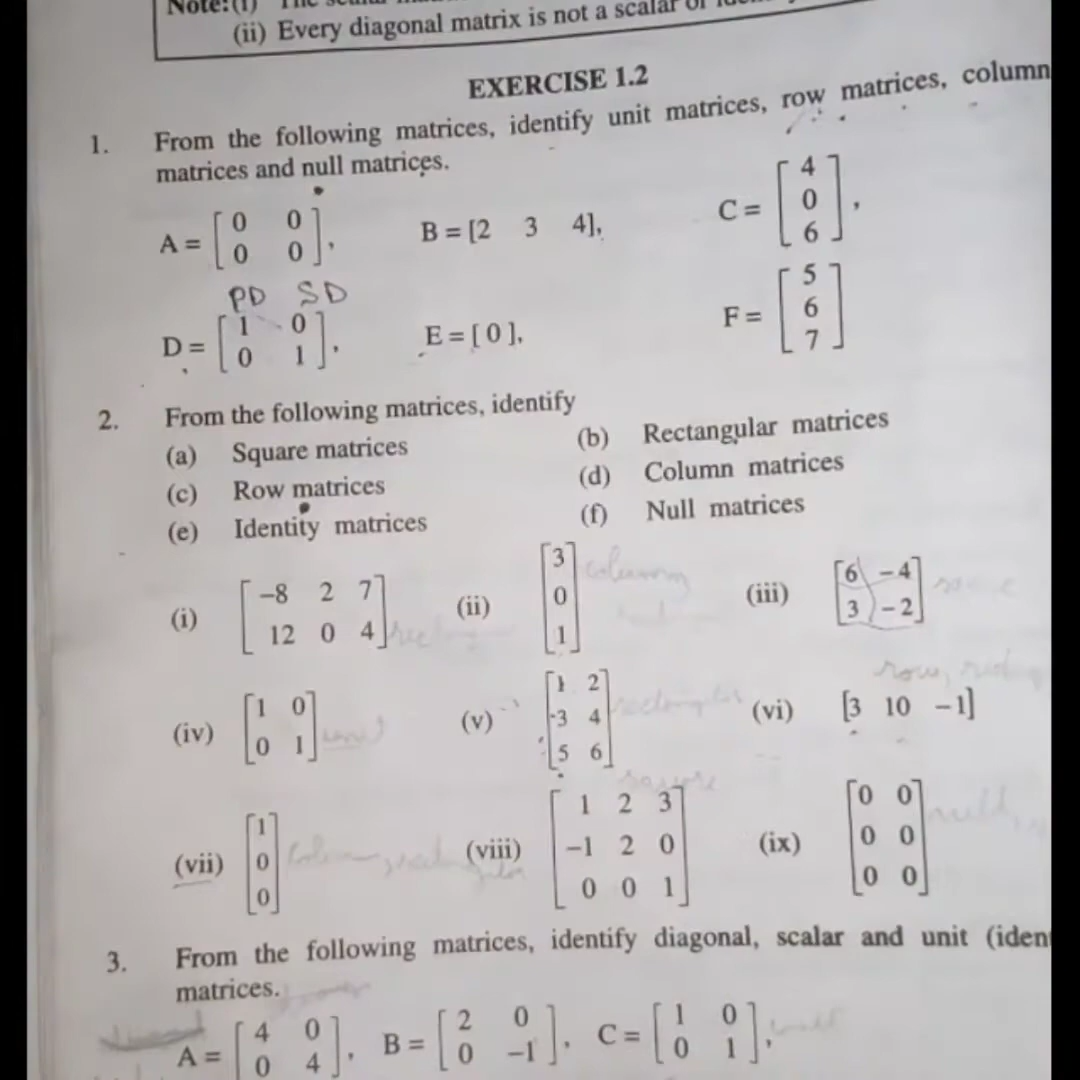 Note:(i) The
(ii) Every diagonal matrix is not a scalar or
EXERCISE 1.2
1. From the following matrices, identify unit matrices, row matrices, column
matrices and null matrices.
A = [0 0
0 0], B = [2 3 4], C = [4
0
6],
PD SD
D = [1 0
0 1], E = [0], F = [5
6
7]
2. From the following matrices, identify
(a) Square matrices (b) Rectangular matrices
(c) Row matrices (d) Column matrices
(e) Identity matrices (f) Null matrices
(i) [-8 2 7
12 0 4] (ii) [3
0
1] (iii) [6 -4
3 -2]
(iv) [1 0
0 1] (v) [1 2
-3 4
5 6] (vi) [3 10 -1]
(vii) [1
0
0] (viii) [1 2 3
-1 2 0
0 0 1] (ix) [0 0
0 0
0 0]
3. From the following matrices, identify diagonal, scalar and unit (iden
matrices.
A = [4 0
0 4], B = [2 0
0 -1], C = [1 0
0 1],